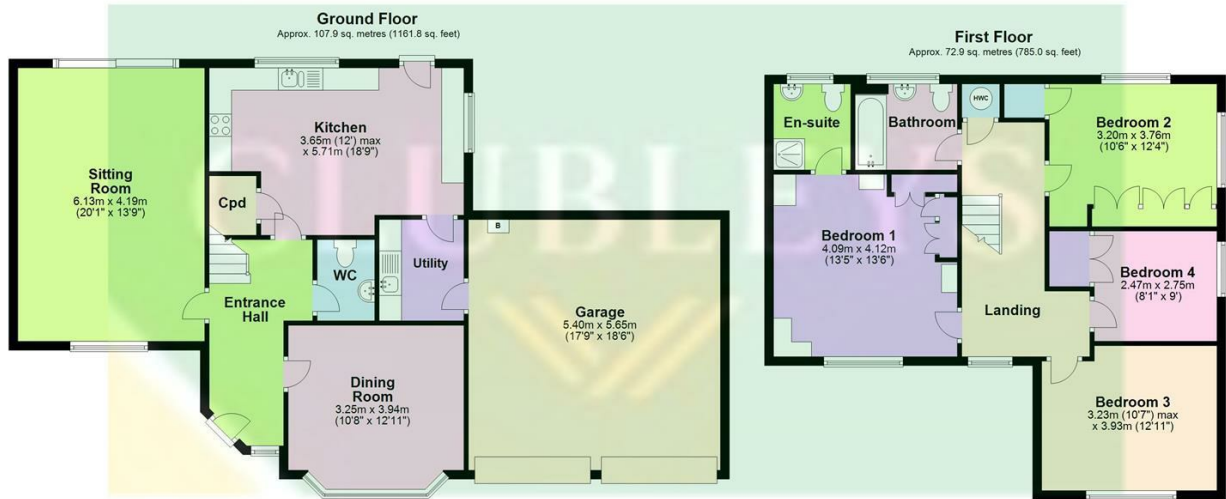 Ground Floor
Approx. 107.9 sq. metres (1161.8 sq. feet)
Sitting
Room
6.13m x 4.19m
(20'1" x 13'9")
Kitchen
3.65m (12') max
x 5.71m (18'9")
Cpd
WC
Utility
B
Entrance
Hall
Garage
5.40m x 5.65m
(17'9" x 18'6")
Dining
Room
3.25m x 3.94m
(10'8" x 12'11")
First Floor
Approx. 72.9 sq. metres (785.0 sq. feet)
En-suite
Bathroom
HWC
Bedroom 2
3.20m x 3.76m
(10'6" x 12'4")
Bedroom 1
4.09m x 4.12m
(13'5" x 13'6")
Bedroom 4
2.47m x 2.75m
(8'1" x 9')
Landing
Bedroom 3
3.23m (10'7") max
x 3.93m (12'11")
CLUBLEYS